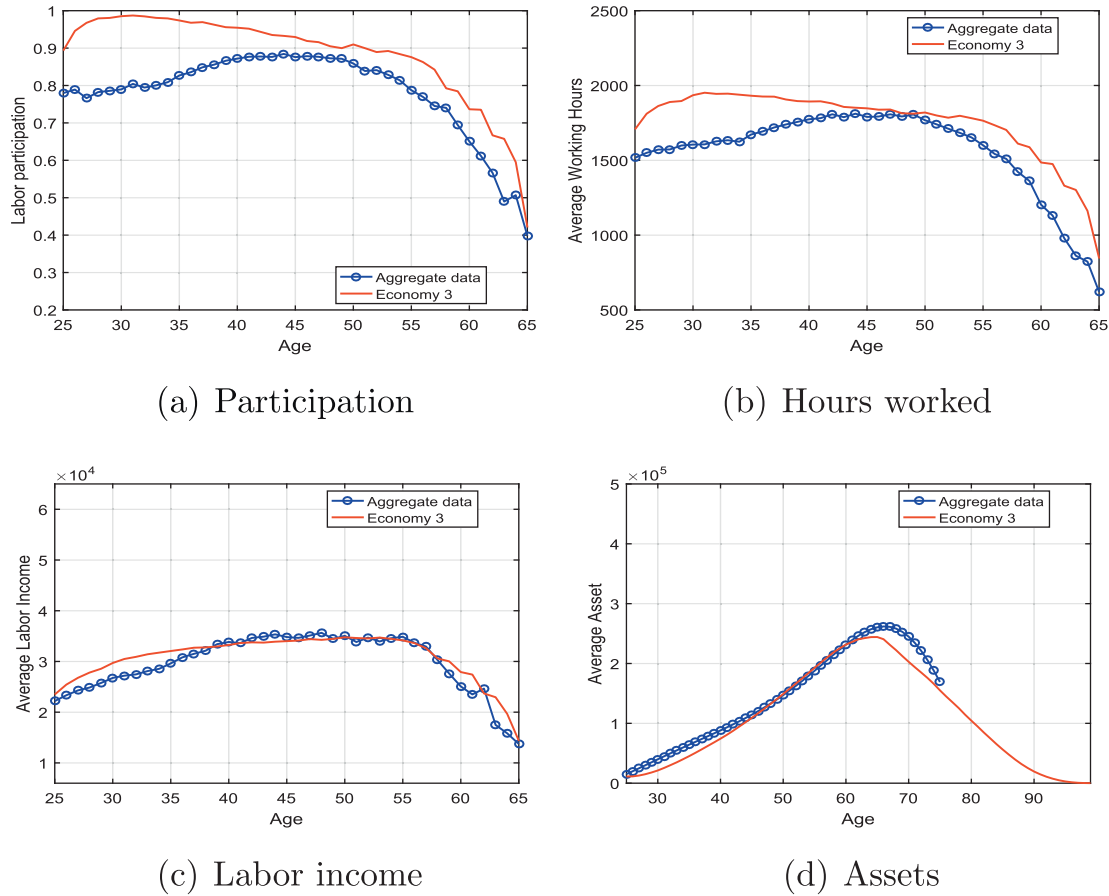 1
0.9
0.8
0.7
0.6
0.5
0.4
0.3
0.2
Labor participation
25 30 35 40 45 50 55 60 65
Age
Aggregate data
Economy 3
(a) Participation
2500
2000
1500
1000
500
Average Working Hours
25 30 35 40 45 50 55 60 65
Age
Aggregate data
Economy 3
(b) Hours worked
×10^4
6
5
4
3
2
1
Average Labor Income
25 30 35 40 45 50 55 60 65
Age
Aggregate data
Economy 3
(c) Labor income
×10^5
5
4
3
2
1
0
Average Asset
30 40 50 60 70 80 90
Age
Aggregate data
Economy 3
(d) Assets